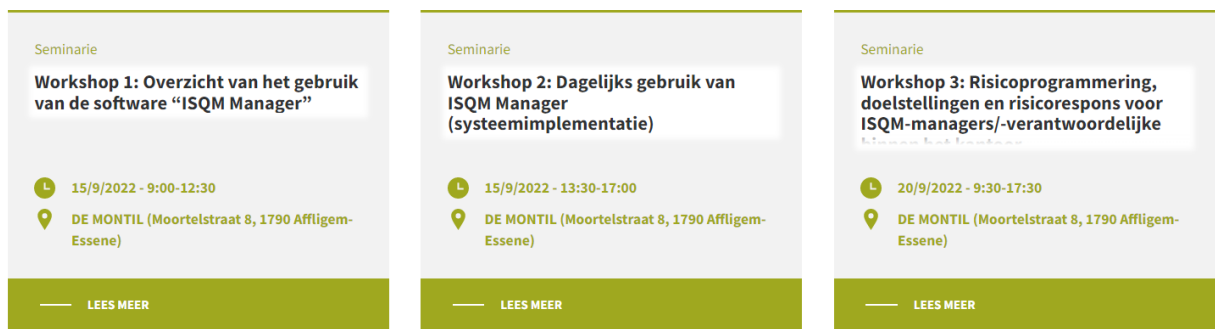 Seminarie
Workshop 1: Overzicht van het gebruik
van de software “ISQM Manager”
15/9/2022 - 9:00-12:30
DE MONTIL (Moortelstraat 8, 1790 Affligem-
Essene)
LEES MEER
Seminarie
Workshop 2: Dagelijks gebruik van
ISQM Manager
(systeemimplementatie)
15/9/2022 - 13:30-17:00
DE MONTIL (Moortelstraat 8, 1790 Affligem-
Essene)
LEES MEER
Seminarie
Workshop 3: Risicoprogrammering,
doelstellingen en risicorespons voor
ISQM-managers/-verantwoordelijke
20/9/2022 - 9:30-17:30
DE MONTIL (Moortelstraat 8, 1790 Affligem-
Essene)
LEES MEER